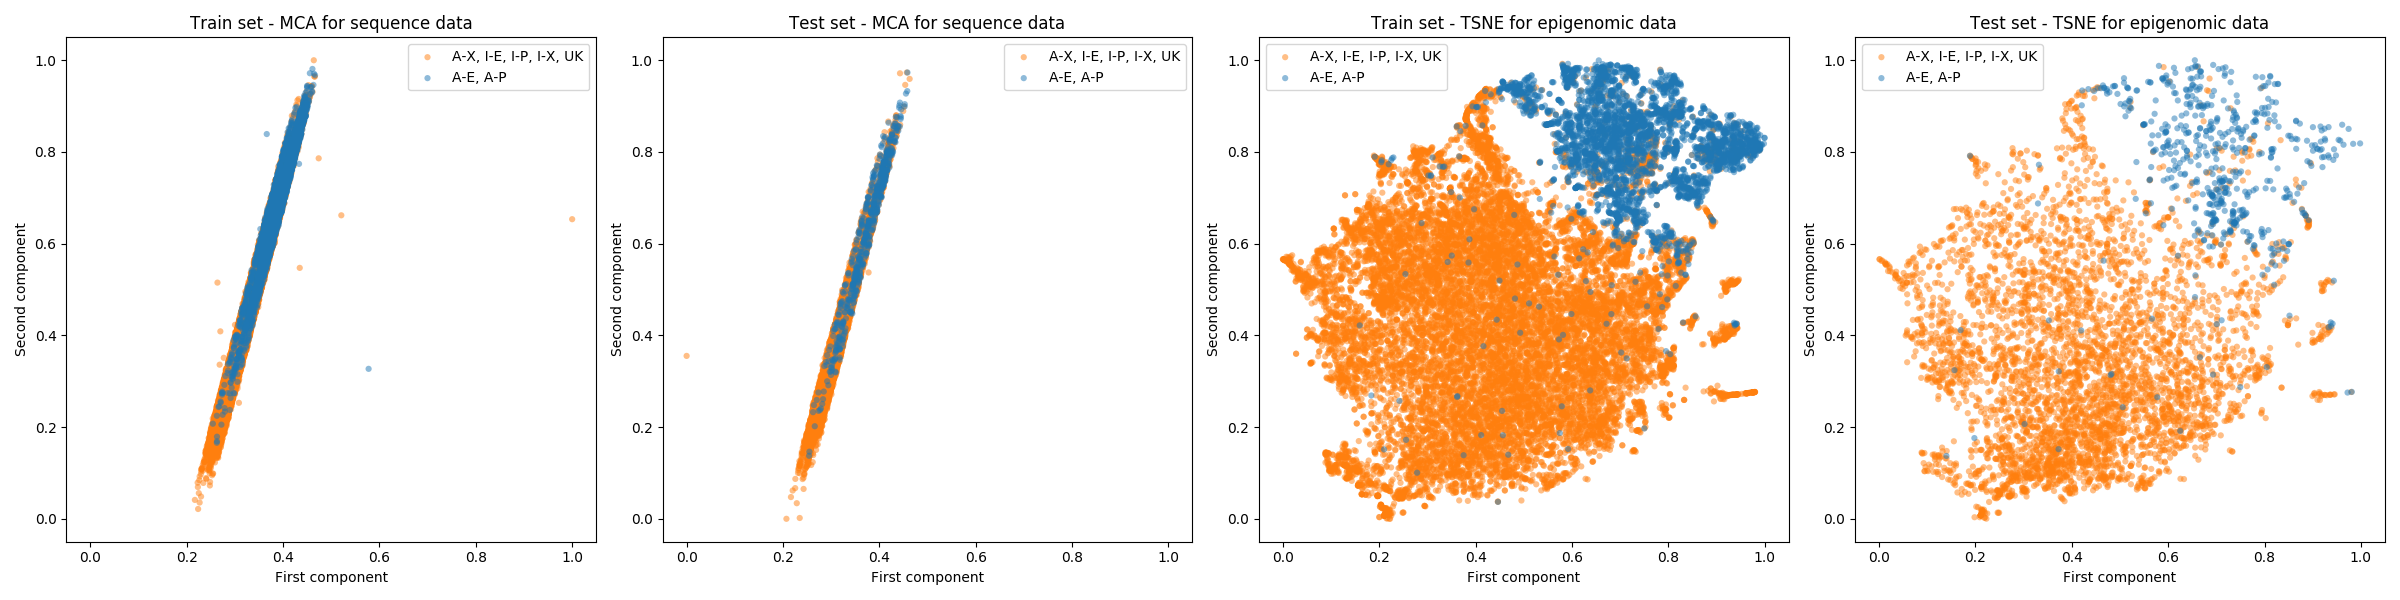 Train set - MCA for sequence data
A-X, I-E, I-P, I-X, UK
A-E, A-P
1.0
0.8
0.6
0.4
0.2
0.0
Second component
0.0 0.2 0.4 0.6 0.8 1.0
First component
Test set - MCA for sequence data
A-X, I-E, I-P, I-X, UK
A-E, A-P
1.0
0.8
0.6
0.4
0.2
0.0
Second component
0.0 0.2 0.4 0.6 0.8 1.0
First component
Train set - TSNE for epigenomic data
A-X, I-E, I-P, I-X, UK
A-E, A-P
1.0
0.8
0.6
0.4
0.2
0.0
Second component
0.0 0.2 0.4 0.6 0.8 1.0
First component
Test set - TSNE for epigenomic data
A-X, I-E, I-P, I-X, UK
A-E, A-P
1.0
0.8
0.6
0.4
0.2
0.0
Second component
0.0 0.2 0.4 0.6 0.8 1.0
First component